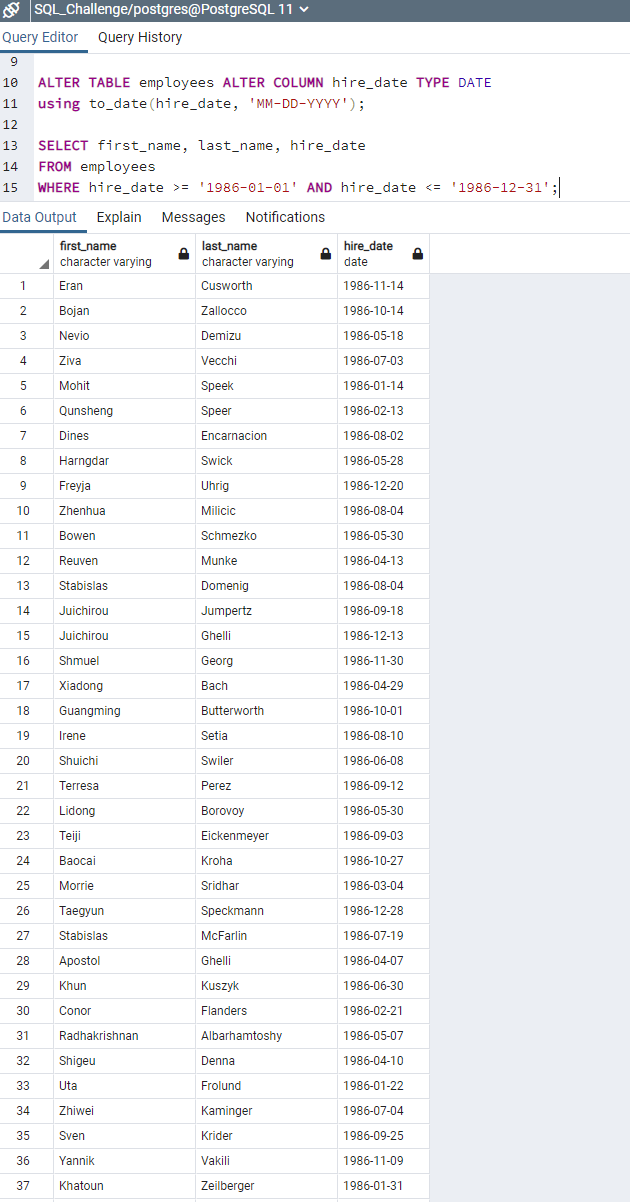 SQL_Challenge/postgres@PostgreSQL 11
Query Editor Query History
9
10 ALTER TABLE employees ALTER COLUMN hire_date TYPE DATE
11 using to_date(hire_date, 'MM-DD-YYYY');
12
13 SELECT first_name, last_name, hire_date
14 FROM employees
15 WHERE hire_date >= '1986-01-01' AND hire_date <= '1986-12-31';
Data Output Explain Messages Notifications
first_name last_name hire_date
character varying character varying date
1 Eran Cusworth 1986-11-14
2 Bojan Zallocco 1986-10-14
3 Nevio Demizu 1986-05-18
4 Ziva Vecchi 1986-07-03
5 Mohit Speek 1986-01-14
6 Qunsheng Speer 1986-02-13
7 Dines Encarnacion 1986-08-02
8 Harngdar Swick 1986-05-28
9 Freyja Uhrig 1986-12-20
10 Zhenhua Milicic 1986-08-04
11 Bowen Schmezko 1986-05-30
12 Reuven Munke 1986-04-13
13 Stabislas Domenig 1986-08-04
14 Juichirou Jumpertz 1986-09-18
15 Juichirou Ghelli 1986-12-13
16 Shmuel Georg 1986-11-30
17 Xiadong Bach 1986-04-29
18 Guangming Butterworth 1986-10-01
19 Irene Setia 1986-08-10
20 Shuichi Swiler 1986-06-08
21 Terresa Perez 1986-09-12
22 Lidong Borovoy 1986-05-30
23 Teiji Eickenmeyer 1986-09-03
24 Baocai Kroha 1986-10-27
25 Morrie Sridhar 1986-03-04
26 Taegyun Speckmann 1986-12-28
27 Stabislas McFarlin 1986-07-19
28 Apostol Ghelli 1986-04-07
29 Khun Kuszyk 1986-06-30
30 Conor Flanders 1986-02-21
31 Radhakrishnan Albarhamtoshy 1986-05-07
32 Shigeu Denna 1986-04-10
33 Uta Frolund 1986-01-22
34 Zhiwei Kaminger 1986-07-04
35 Sven Krider 1986-09-25
36 Yannik Vakili 1986-11-09
37 Khatoun Zeilberger 1986-01-31